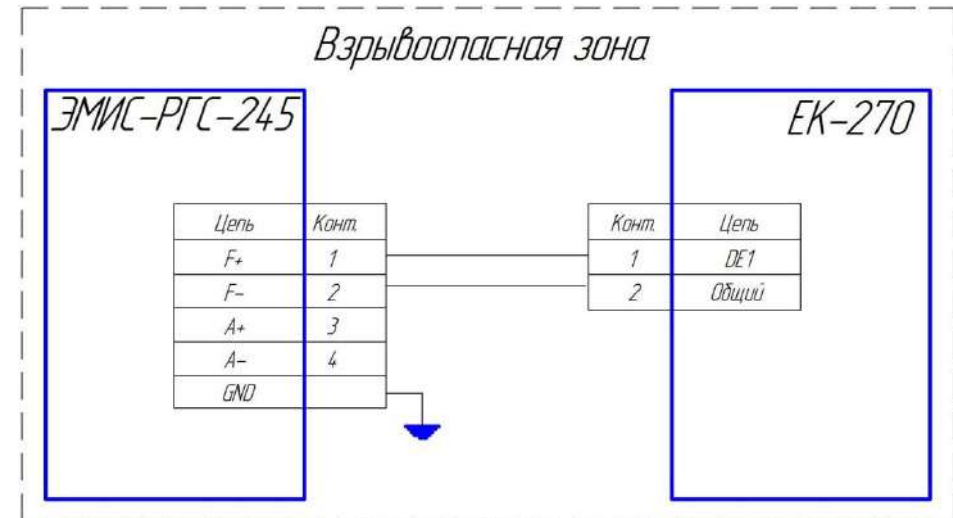 Взрывоопасная зона
ЭМИС-РГС-245
ЕК-270
Цепь Конт.
F+ 1
F- 2
A+ 3
A- 4
GND
Конт. Цепь
1 DE1
2 Общий